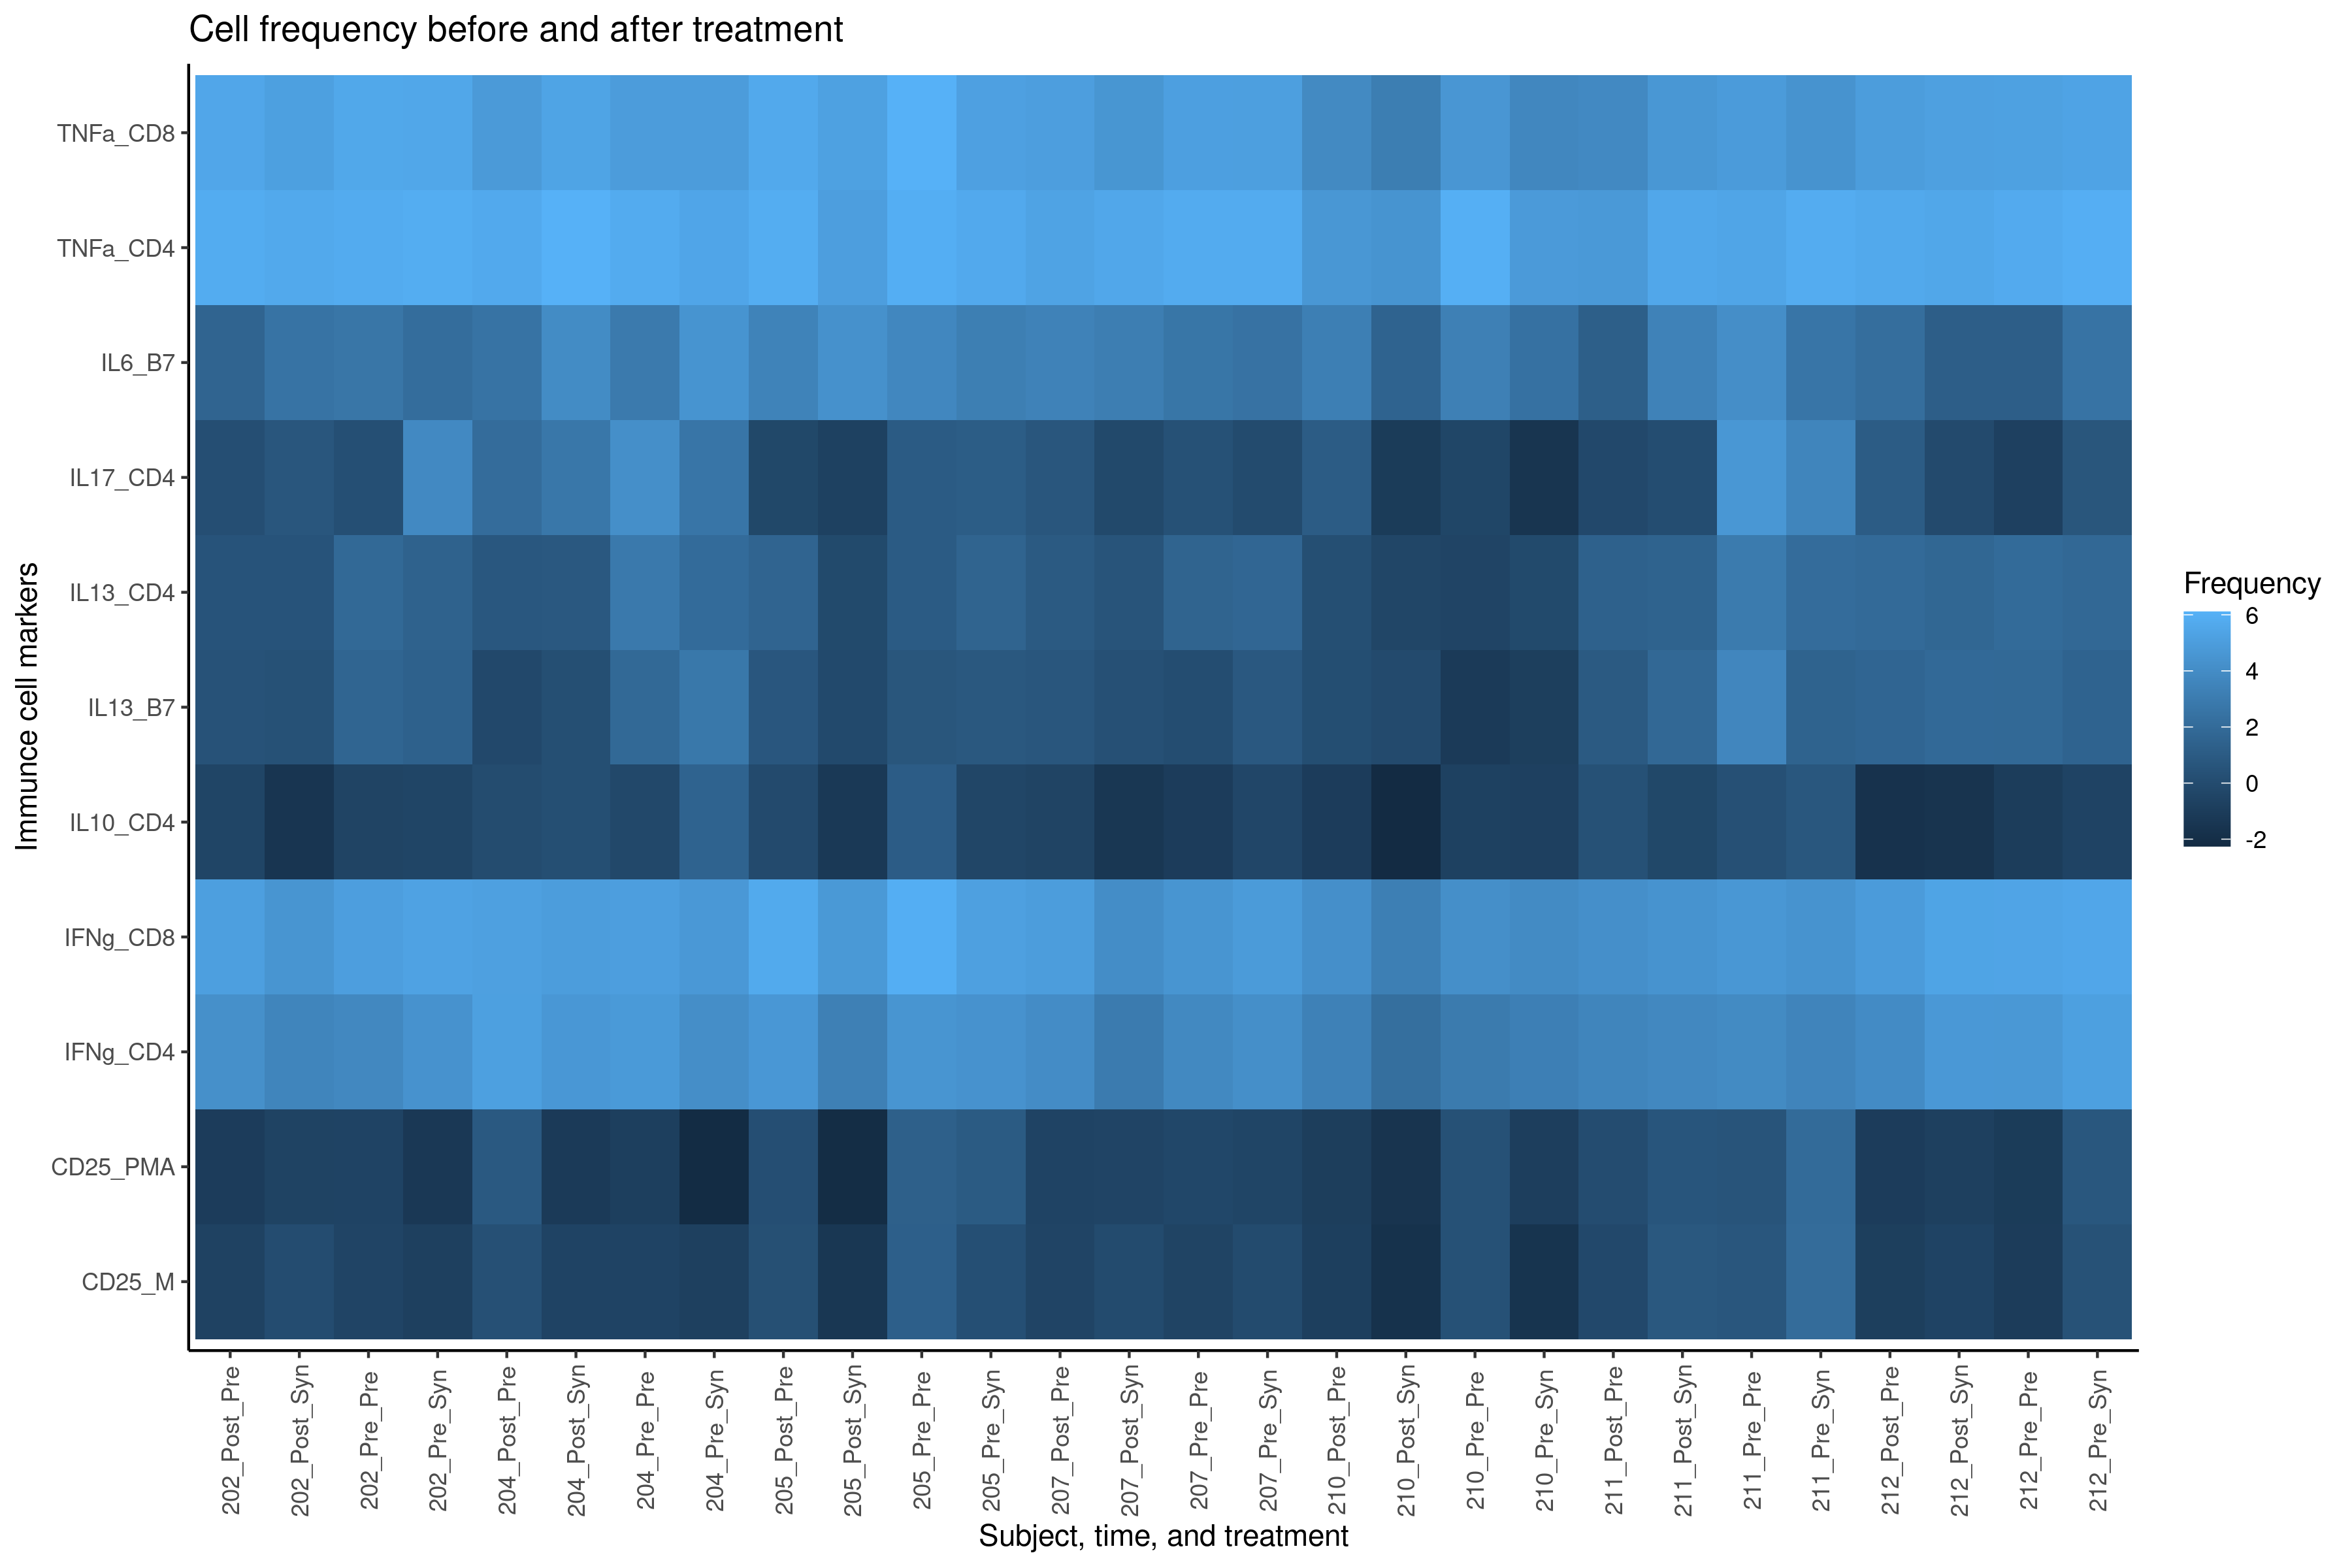 Cell frequency before and after treatment
Immunce cell markers
TNFa_CD8
TNFa_CD4
IL6_B7
IL17_CD4
IL13_CD4
IL13_B7
IL10_CD4
IFNg_CD8
IFNg_CD4
CD25_PMA
CD25_M
202_Post_Pre
202_Post_Syn
202_Pre_Pre
202_Pre_Syn
204_Post_Pre
204_Post_Syn
204_Pre_Pre
204_Pre_Syn
205_Post_Pre
205_Post_Syn
205_Pre_Pre
205_Pre_Syn
207_Post_Pre
207_Post_Syn
207_Pre_Pre
207_Pre_Syn
210_Post_Pre
210_Post_Syn
210_Pre_Pre
210_Pre_Syn
211_Post_Pre
211_Post_Syn
211_Pre_Pre
211_Pre_Syn
212_Post_Pre
212_Post_Syn
212_Pre_Pre
212_Pre_Syn
Subject, time, and treatment
Frequency
6
4
2
0
-2